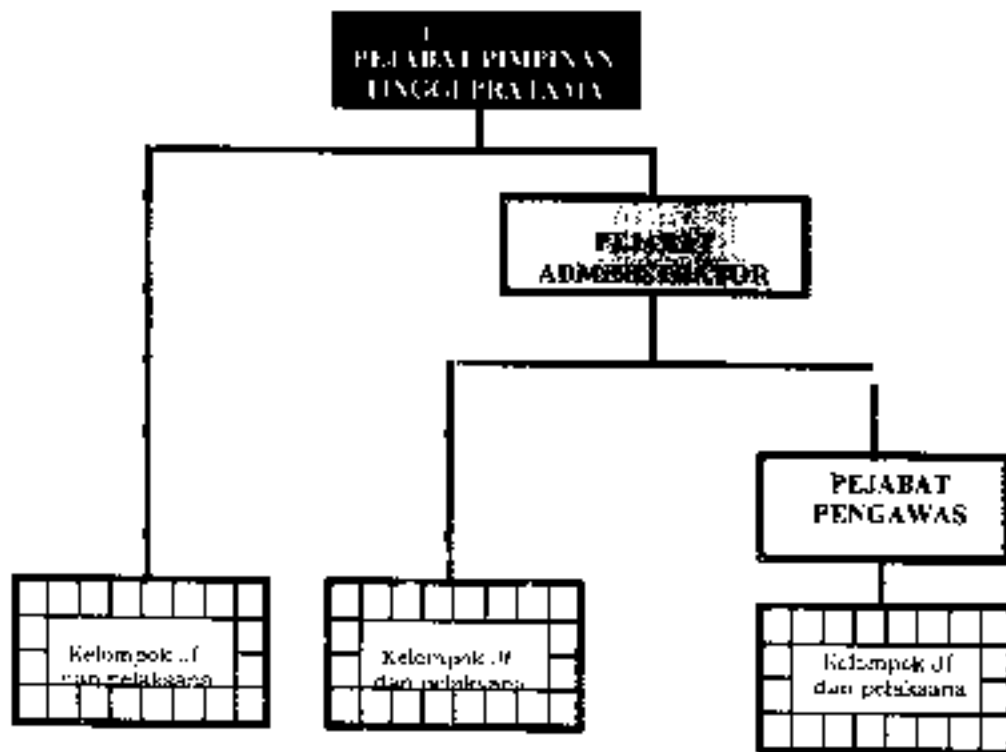 PEJABAT PIMPINAN
TINGGI PRATAMA
PEJABAT
ADMINISTRATOR
PEJABAT
PENGAWAS
Kelompok Jf
dan pelaksana
Kelompok Jf
dan pelaksana
Kelompok Jf
dan pelaksana